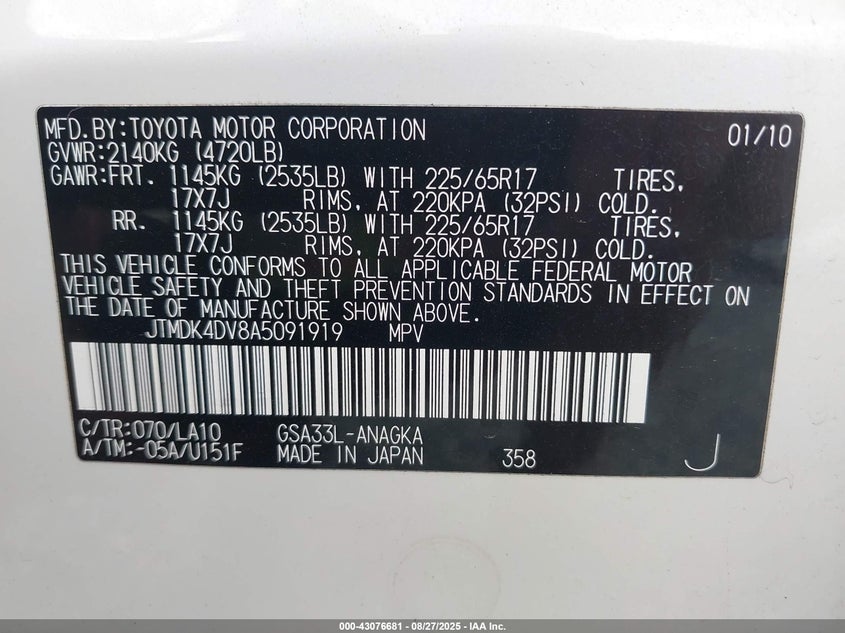 MFD.BY:TOYOTA MOTOR CORPORATION 01/10
GVWR:2140KG (4720LB)
GAWR:FRT. 1145KG (2535LB) WITH 225/65R17 TIRES,
17X7J RIMS, AT 220KPA (32PSI) COLD.
RR. 1145KG (2535LB) WITH 225/65R17 TIRES,
17X7J RIMS, AT 220KPA (32PSI) COLD.
THIS VEHICLE CONFORMS TO ALL APPLICABLE FEDERAL MOTOR
VEHICLE SAFETY AND THEFT PREVENTION STANDARDS IN EFFECT ON
THE DATE OF MANUFACTURE SHOWN ABOVE.
JTMDK4DV8A5091919 MPV
C/TR:070/LA10 GSA33L-ANAGKA
A/TM:-05A/U151F MADE IN JAPAN 358 J
000-43076681 - 08/27/2025 - IAA Inc.